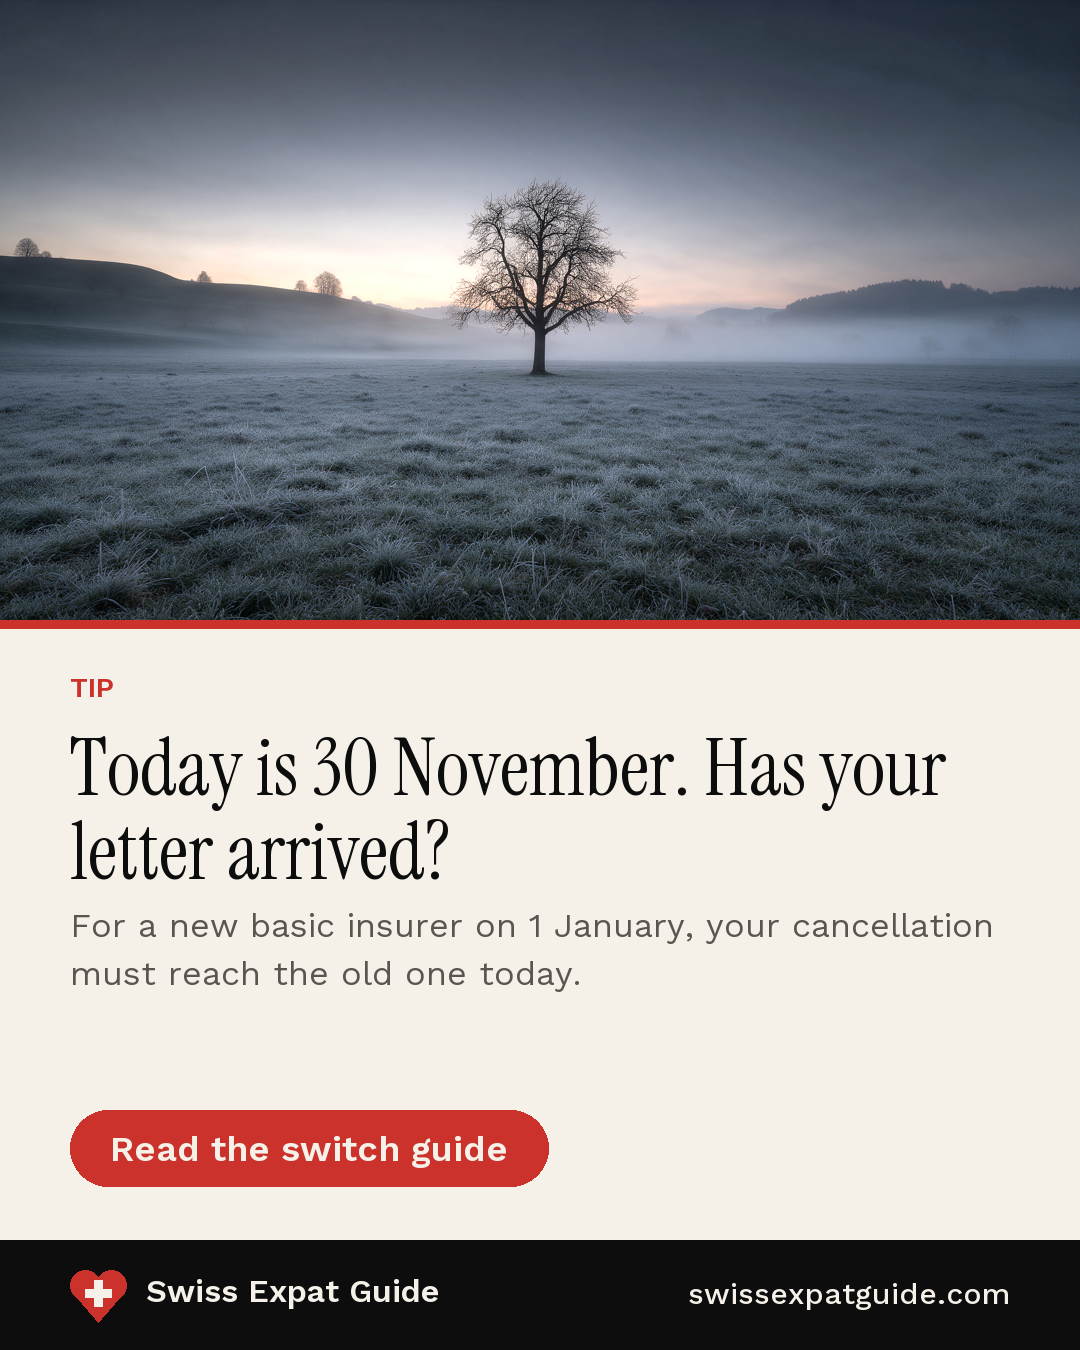 TIP
Today is 30 November. Has your
letter arrived?
For a new basic insurer on 1 January, your cancellation
must reach the old one today.
Read the switch guide
Swiss Expat Guide
swissexpatguide.com